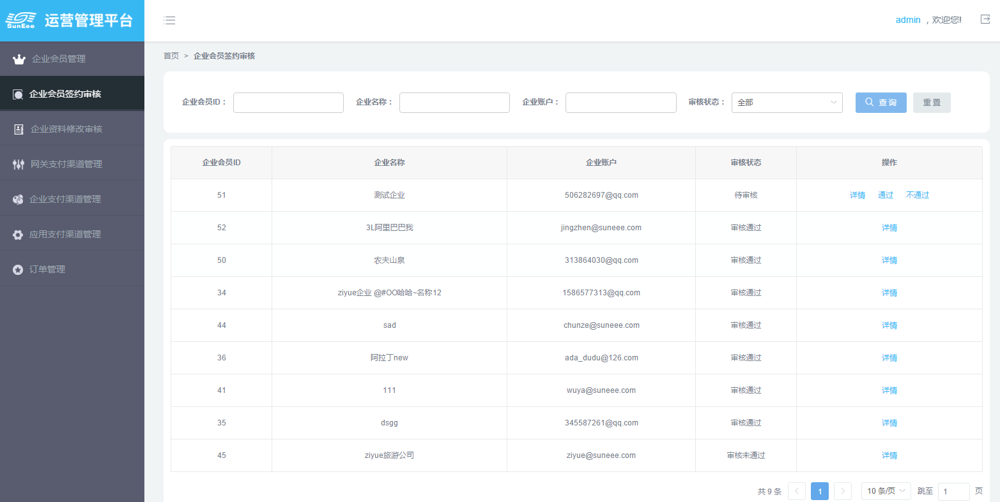 SunEee 运营管理平台
admin ，欢迎您!
企业会员管理
企业会员签约审核
企业资料修改审核
网关支付渠道管理
企业支付渠道管理
应用支付渠道管理
订单管理
首页 > 企业会员签约审核
企业会员ID： 企业名称： 企业账户： 审核状态： 全部 查询 重置
企业会员ID 企业名称 企业账户 审核状态 操作
51 测试企业 506282697@qq.com 待审核 详情 通过 不通过
52 3L阿里巴巴我 jingzhen@suneee.com 审核通过 详情
50 农夫山泉 313864030@qq.com 审核通过 详情
34 ziyue企业 @#OO哈哈~名称12 1586577313@qq.com 审核通过 详情
44 sad chunze@suneee.com 审核通过 详情
36 阿拉丁new ada_dudu@126.com 审核通过 详情
41 111 wuya@suneee.com 审核通过 详情
35 dsgg 345587261@qq.com 审核通过 详情
45 ziyue旅游公司 ziyue@suneee.com 审核未通过 详情
共 9 条 < 1 > 10 条/页 跳至 1 页